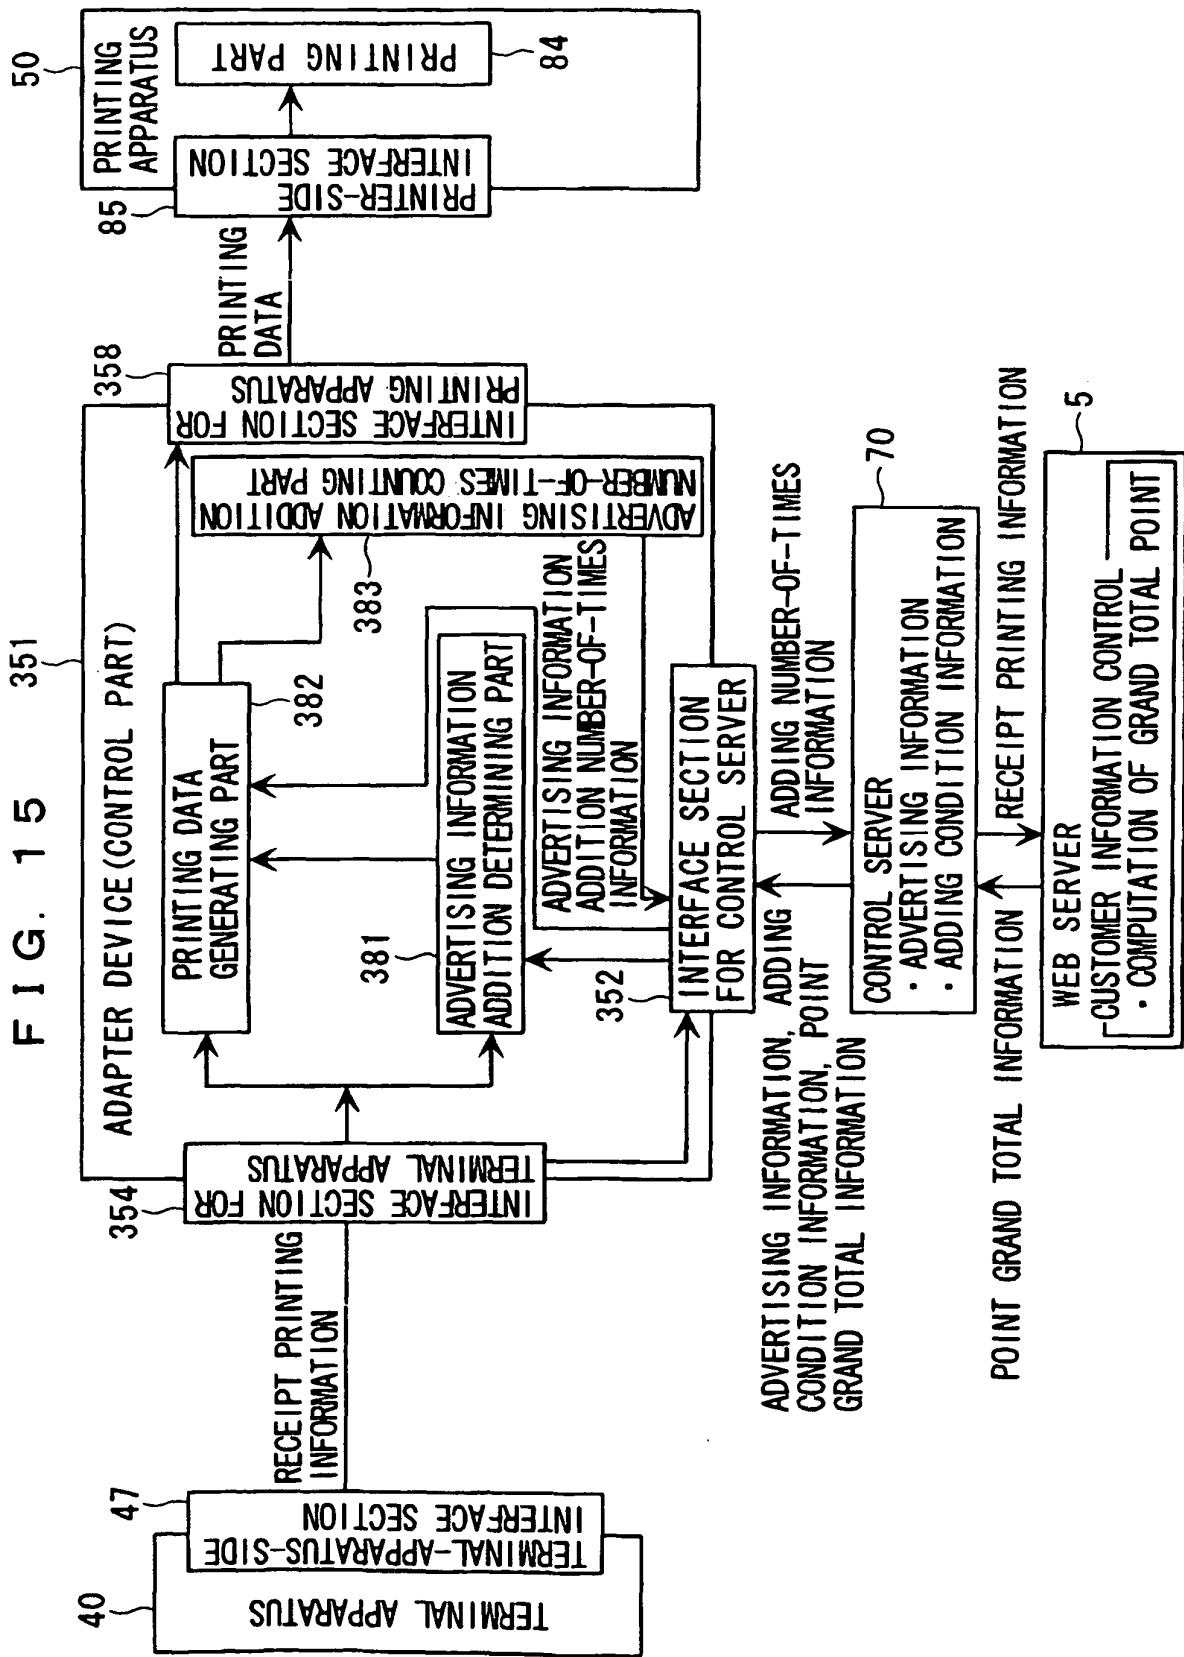 FIG. 15
40
TERMINAL APPARATUS
47
TERMINAL-APPARATUS-SIDE
INTERFACE SECTION
RECEIPT PRINTING
INFORMATION
351
ADAPTER DEVICE(CONTROL PART)
354
INTERFACE SECTION FOR
TERMINAL APPARATUS
PRINTING DATA
GENERATING PART
382
381
ADVERTISING INFORMATION
ADDITION DETERMINING PART
383
ADVERTISING INFORMATION ADDITION
NUMBER-OF-TIMES COUNTING PART
ADVERTISING INFORMATION
ADDITION NUMBER-OF-TIMES
INFORMATION
358
INTERFACE SECTION FOR
PRINTING APPARATUS
PRINTING
DATA
50
PRINTING
APPARATUS
85
PRINTER-SIDE
INTERFACE SECTION
PRINTING PART
84
352
INTERFACE SECTION
FOR CONTROL SERVER
ADVERTISING INFORMATION, ADDING
CONDITION INFORMATION, POINT
GRAND TOTAL INFORMATION
ADDING NUMBER-OF-TIMES
INFORMATION
70
CONTROL SERVER
・ADVERTISING INFORMATION
・ADDING CONDITION INFORMATION
POINT GRAND TOTAL INFORMATION
RECEIPT PRINTING INFORMATION
5
WEB SERVER
CUSTOMER INFORMATION CONTROL
・COMPUTATION OF GRAND TOTAL POINT